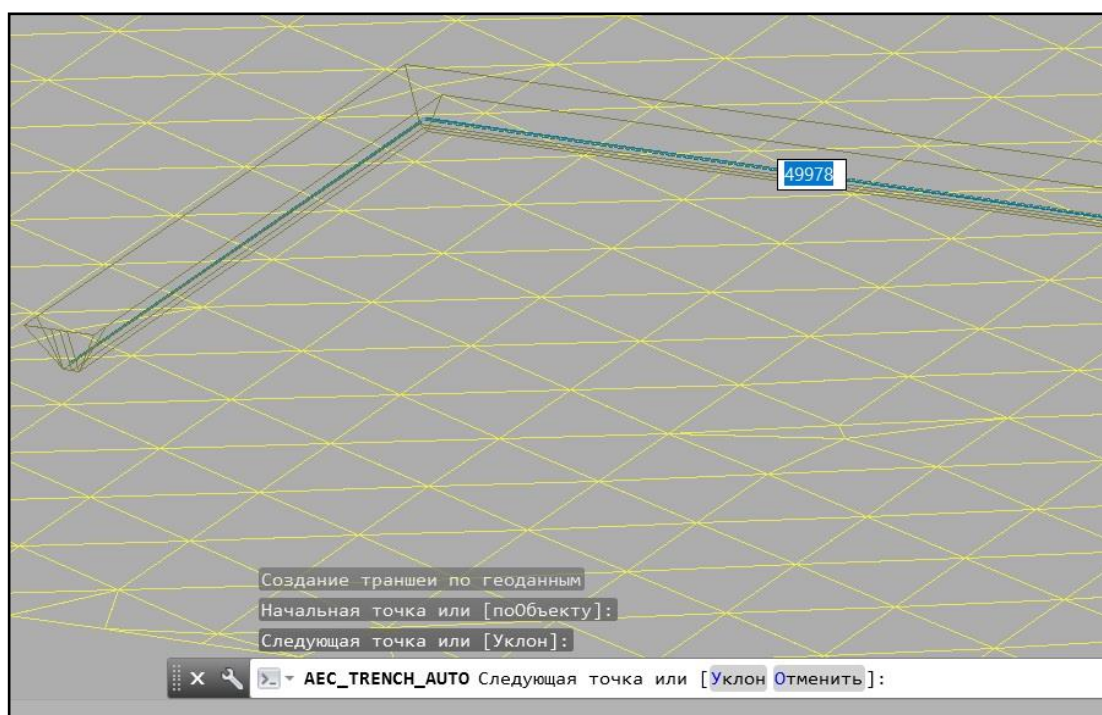 49978
Создание траншеи по геоданным
Начальная точка или [поОбъекту]:
Следующая точка или [Уклон]:
AEC_TRENCH_AUTO Следующая точка или [Уклон Отменить]: